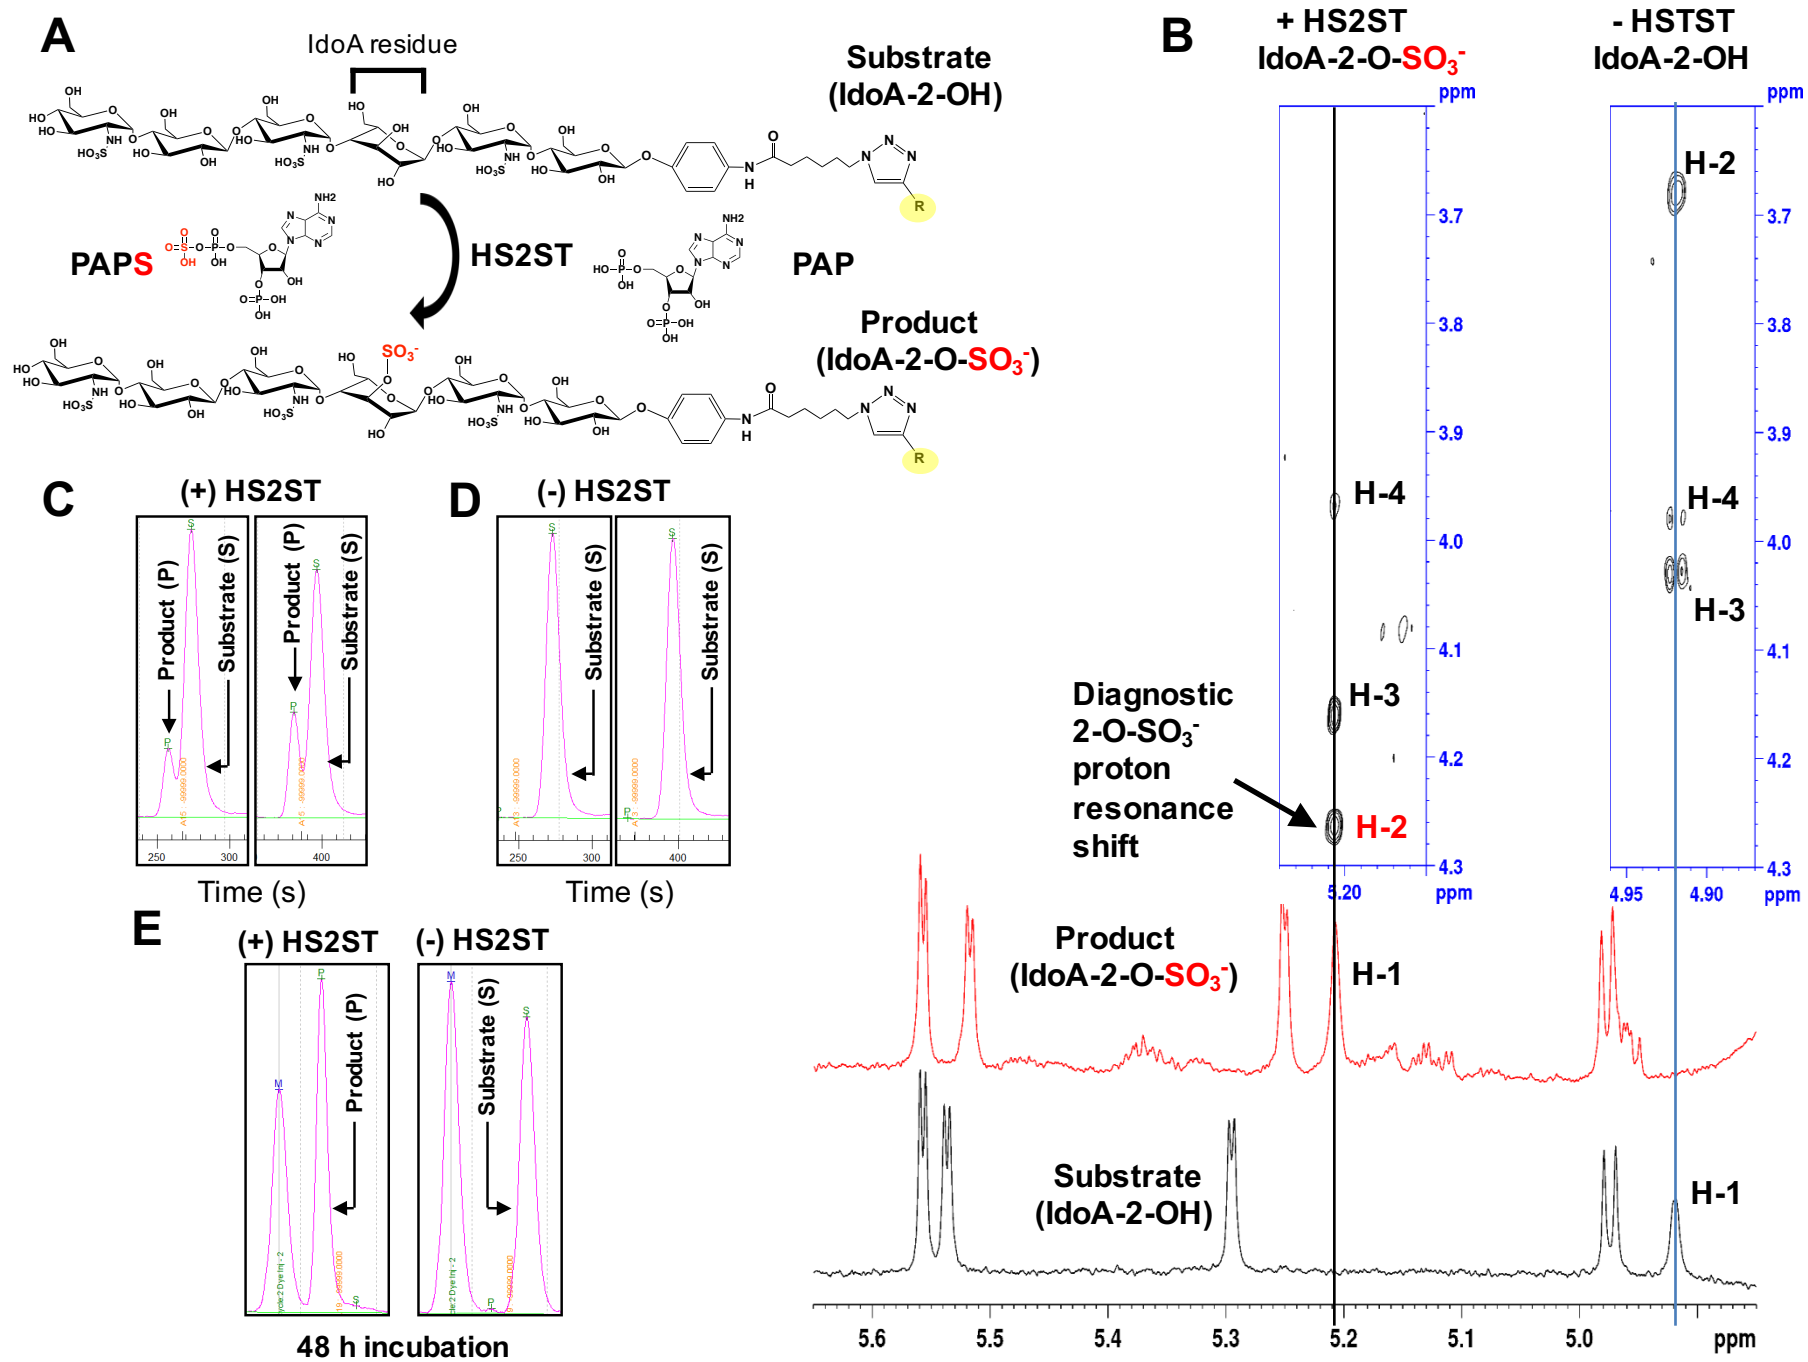 A
IdoA residue
Substrate
(IdoA-2-OH)
PAPS
HS2ST
PAP
Product
(IdoA-2-O-SO3-)
SO3-
R
R
B
+ HS2ST
IdoA-2-O-SO3-
- HSTST
IdoA-2-OH
ppm
ppm
H-2
3.7
3.7
3.8
3.8
3.9
3.9
H-4
H-4
4.0
4.0
H-3
4.1
4.1
H-3
4.2
4.2
Diagnostic
2-O-SO3-
proton
resonance
shift
H-2
4.3
4.3
5.20
ppm
4.95
4.90
ppm
Product
(IdoA-2-O-SO3-)
H-1
Substrate
(IdoA-2-OH)
H-1
5.6
5.5
5.4
5.3
5.2
5.1
5.0
ppm
C
(+) HS2ST
Product (P)
Substrate (S)
Product (P)
Substrate (S)
P
S
P
S
250
300
400
Time (s)
D
(-) HS2ST
Substrate (S)
Substrate (S)
S
S
P
250
300
400
Time (s)
E
(+) HS2ST
(-) HS2ST
M
P
Product (P)
S
M
Substrate (S)
S
P
48 h incubation